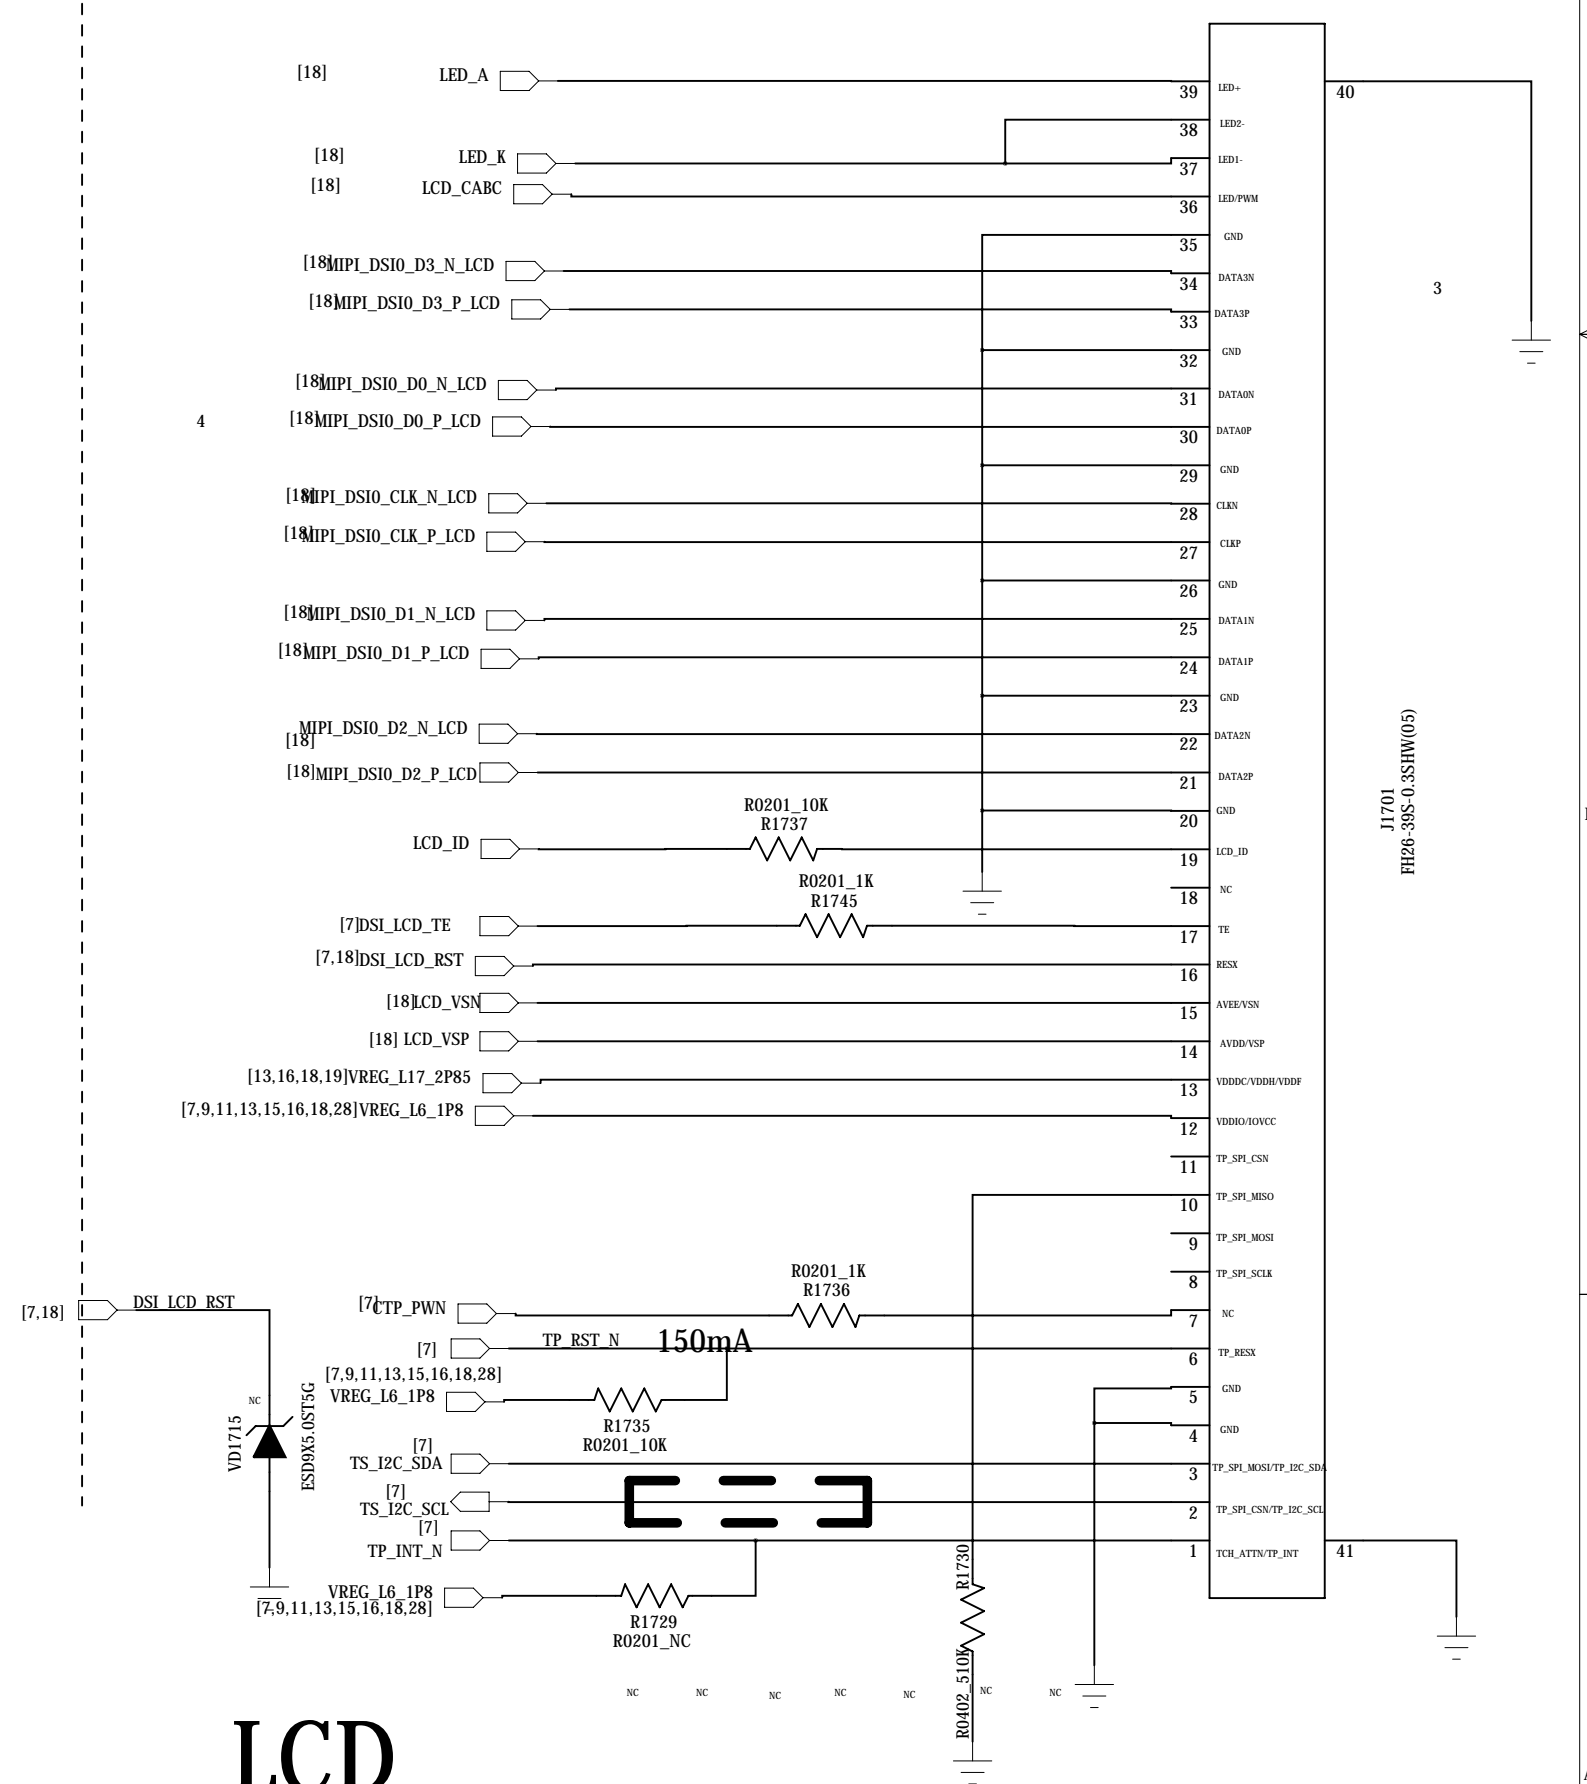 [18] LED_A 39 LED+ 40
38 LED2-
[18] LED_K 37 LED1-
[18] LCD_CABC 36 LED/PWM
35 GND
[18]MIPI_DSI0_D3_N_LCD 34 DATA3N
3
[18]MIPI_DSI0_D3_P_LCD 33 DATA3P
32 GND
[18]MIPI_DSI0_D0_N_LCD 31 DATA0N
4
[18]MIPI_DSI0_D0_P_LCD 30 DATA0P
29 GND
[18]MIPI_DSI0_CLK_N_LCD 28 CLKN
[18]MIPI_DSI0_CLK_P_LCD 27 CLKP
26 GND
[18]MIPI_DSI0_D1_N_LCD 25 DATA1N
[18]MIPI_DSI0_D1_P_LCD 24 DATA1P
23 GND
MIPI_DSI0_D2_N_LCD 22 DATA2N
[18]
[18]MIPI_DSI0_D2_P_LCD 21 DATA2P
J1701
FH26-39S-0.3SHW(05)
20 GND
R0201_10K
R1737
LCD_ID 19 LCD_ID
R0201_1K
R1745
18 NC
[7]DSI_LCD_TE 17 TE
[7,18]DSI_LCD_RST 16 RESX
[18]LCD_VSN 15 AVEE/VSN
[18] LCD_VSP 14 AVDD/VSP
[13,16,18,19]VREG_L17_2P85 13 VDDDC/VDDH/VDDF
[7,9,11,13,15,16,18,28]VREG_L6_1P8 12 VDDIO/IOVCC
11 TP_SPI_CSN
10 TP_SPI_MISO
9 TP_SPI_MOSI
8 TP_SPI_SCLK
R0201_1K
R1736
[7]CTP_PWN 7 NC
[7,18] DSI_LCD_RST
[7] TP_RST_N 150mA 6 TP_RESX
[7,9,11,13,15,16,18,28]
VREG_L6_1P8
R1735
R0201_10K
5 GND
4 GND
NC
VD1715
ESD9X5.0ST5G
[7]
TS_I2C_SDA 3 TP_SPI_MOSI/TP_I2C_SDA
[7]
TS_I2C_SCL 2 TP_SPI_CSN/TP_I2C_SCL
[7]
TP_INT_N 1 TCH_ATTN/TP_INT 41
VREG_L6_1P8
[7,9,11,13,15,16,18,28]
R1729
R0201_NC
R1730
R0402_510K
NC NC NC NC NC NC NC
LCD